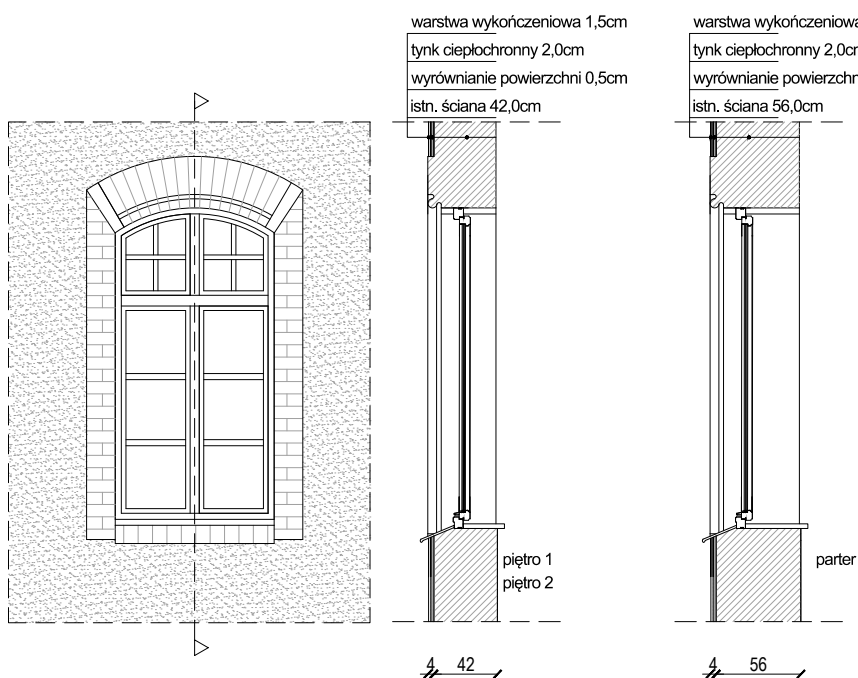 warstwa wykończeniowa 1,5cm
tynk ciepłochronny 2,0cm
wyrównianie powierzchni 0,5cm
istn. ściana 42,0cm
warstwa wykończeniowa
tynk ciepłochronny 2,0cm
wyrównianie powierzchni
istn. ściana 56,0cm
piętro 1
piętro 2
parter
4 42
4 56